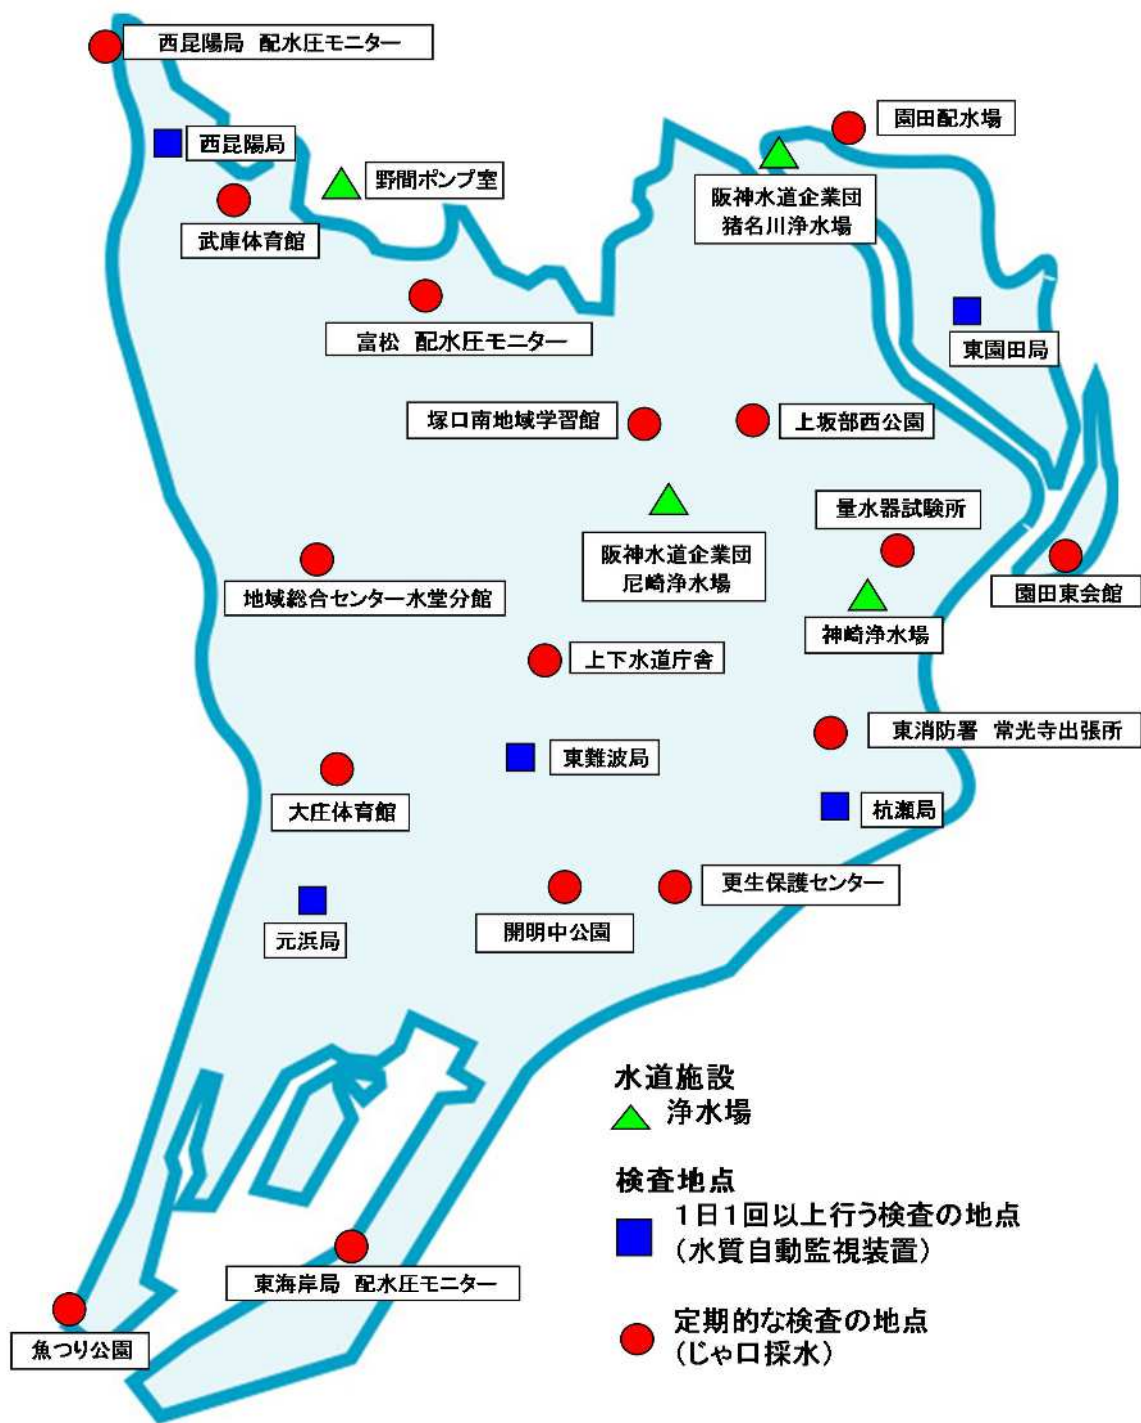 西昆陽局 配水圧モニター
園田配水場
西昆陽局
野間ポンプ室
阪神水道企業団
猪名川浄水場
武庫体育館
富松 配水圧モニター
東園田局
塚口南地域学習館
上坂部西公園
量水器試験所
阪神水道企業団
尼崎浄水場
地域総合センター水堂分館
園田東会館
神崎浄水場
上下水道庁舎
東消防署 常光寺出張所
東難波局
大庄体育館
杭瀬局
更生保護センター
開明中公園
元浜局
水道施設
浄水場
検査地点
1日1回以上行う検査の地点
(水質自動監視装置)
東海岸局 配水圧モニター
定期的な検査の地点
(じゃ口採水)
魚つり公園